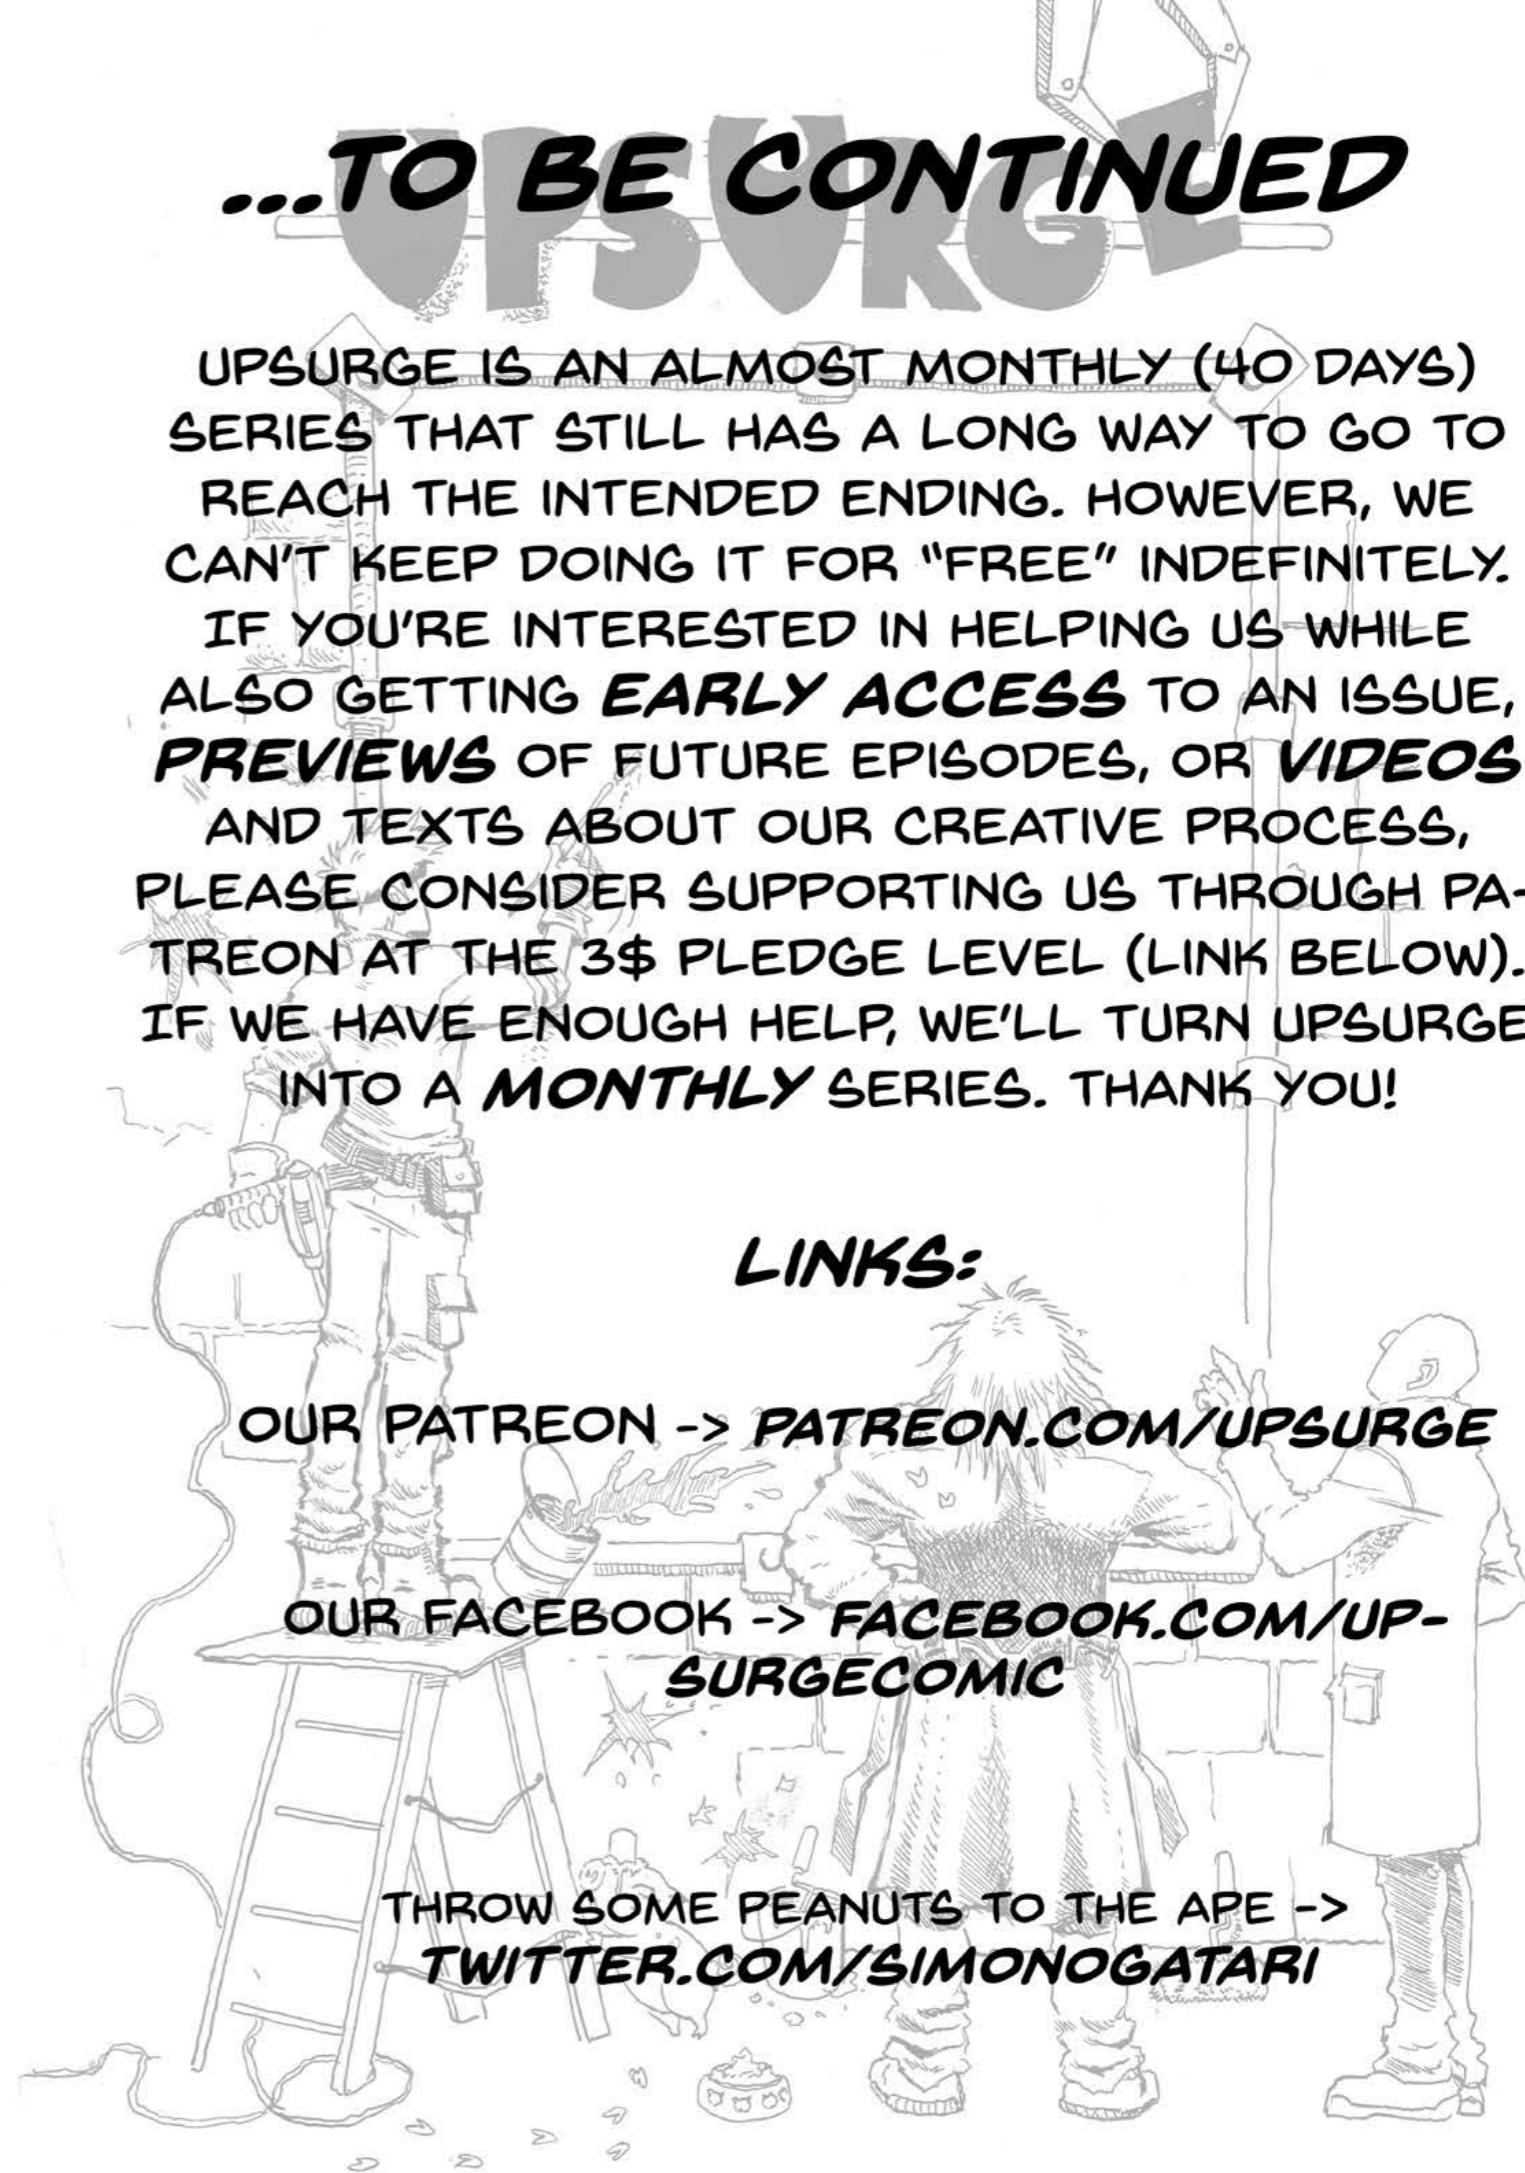 UPSURGE
...TO BE CONTINUED
UPSURGE IS AN ALMOST MONTHLY (40 DAYS)
SERIES THAT STILL HAS A LONG WAY TO GO TO
REACH THE INTENDED ENDING. HOWEVER, WE
CAN'T KEEP DOING IT FOR "FREE" INDEFINITELY.
IF YOU'RE INTERESTED IN HELPING US WHILE
ALSO GETTING EARLY ACCESS TO AN ISSUE,
PREVIEWS OF FUTURE EPISODES, OR VIDEOS
AND TEXTS ABOUT OUR CREATIVE PROCESS,
PLEASE CONSIDER SUPPORTING US THROUGH PA-
TREON AT THE 3$ PLEDGE LEVEL (LINK BELOW).
IF WE HAVE ENOUGH HELP, WE'LL TURN UPSURGE
INTO A MONTHLY SERIES. THANK YOU!
LINKS:
OUR PATREON -> PATREON.COM/UPSURGE
OUR FACEBOOK -> FACEBOOK.COM/UP-
SURGECOMIC
THROW SOME PEANUTS TO THE APE ->
TWITTER.COM/SIMONOGATARI